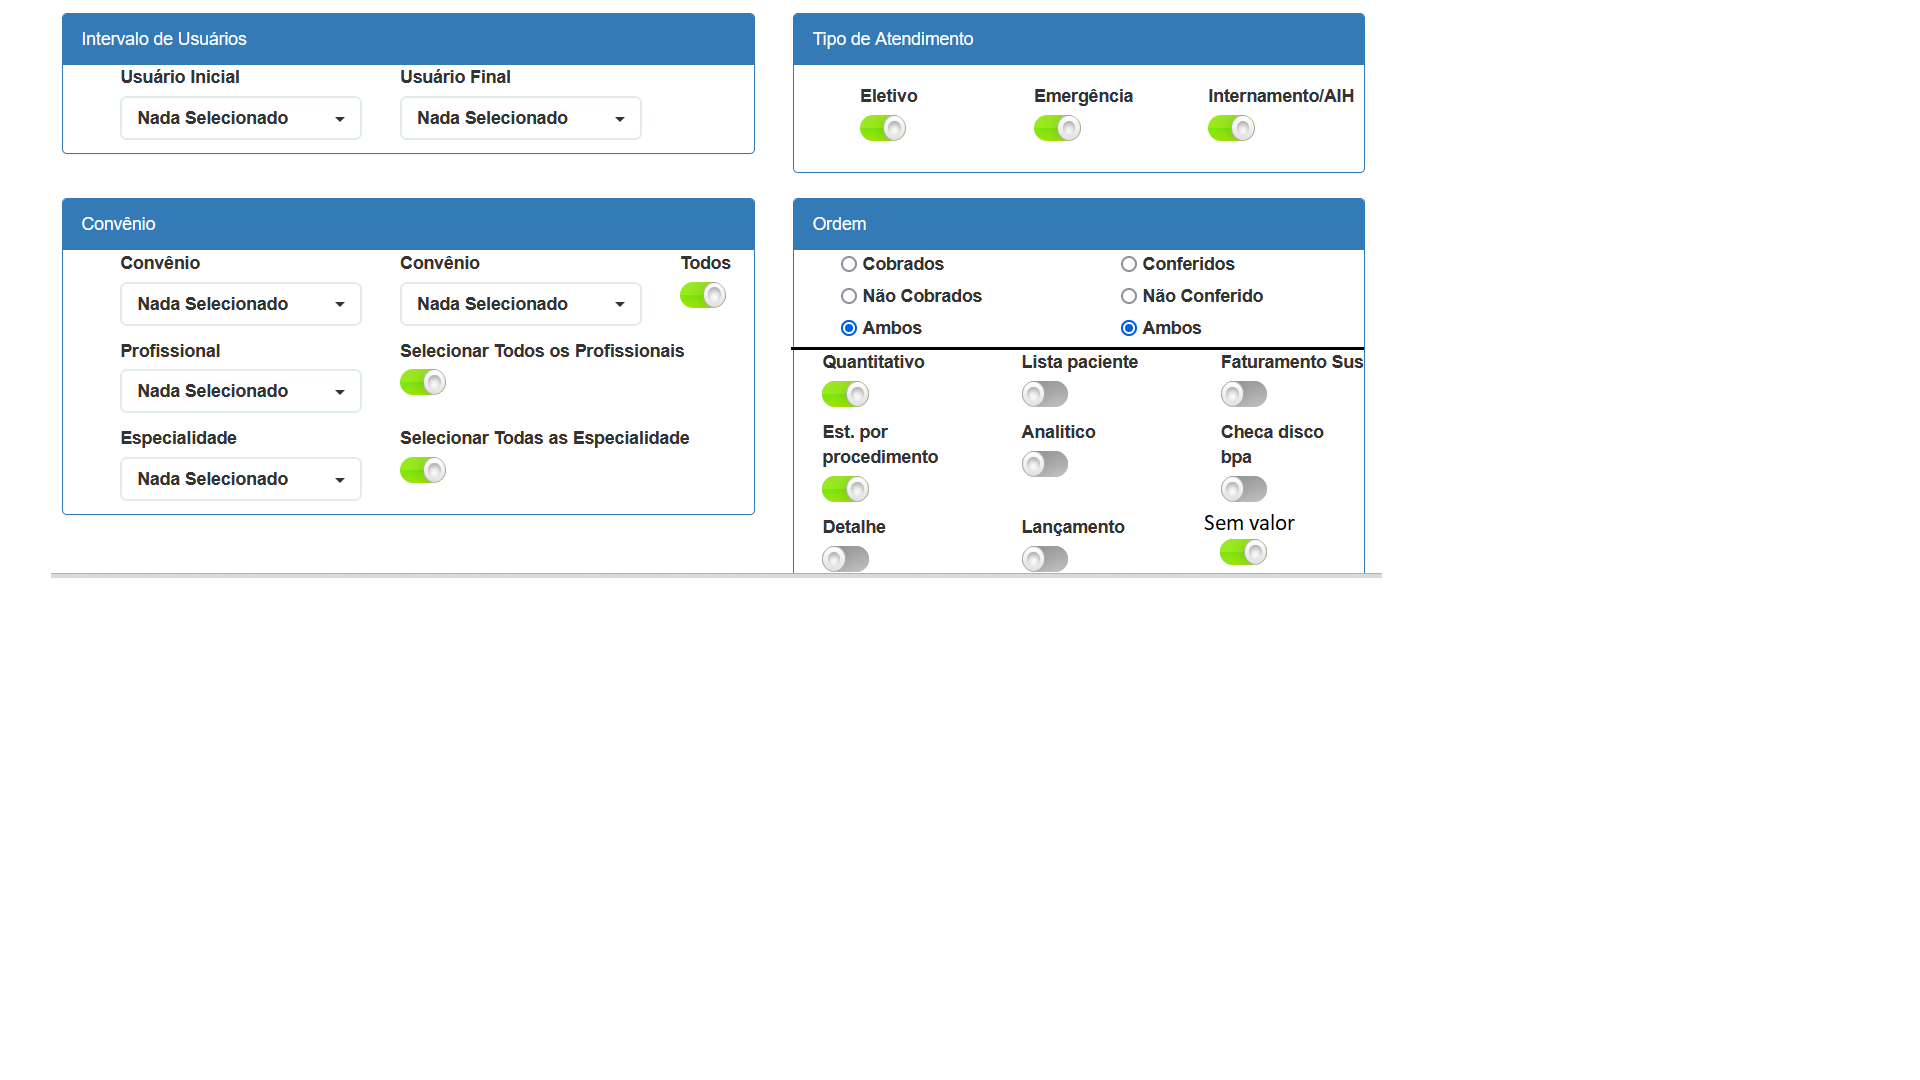 Intervalo de Usuários
Usuário Inicial
Usuário Final
Nada Selecionado
Nada Selecionado
Tipo de Atendimento
Eletivo
Emergência
Internamento/AIH
Convênio
Convênio
Convênio
Todos
Nada Selecionado
Nada Selecionado
Profissional
Selecionar Todos os Profissionais
Nada Selecionado
Especialidade
Selecionar Todas as Especialidade
Nada Selecionado
Ordem
Cobrados
Conferidos
Não Cobrados
Não Conferido
Ambos
Ambos
Quantitativo
Lista paciente
Faturamento Sus
Est. por
procedimento
Analitico
Checa disco
bpa
Detalhe
Lançamento
Sem valor